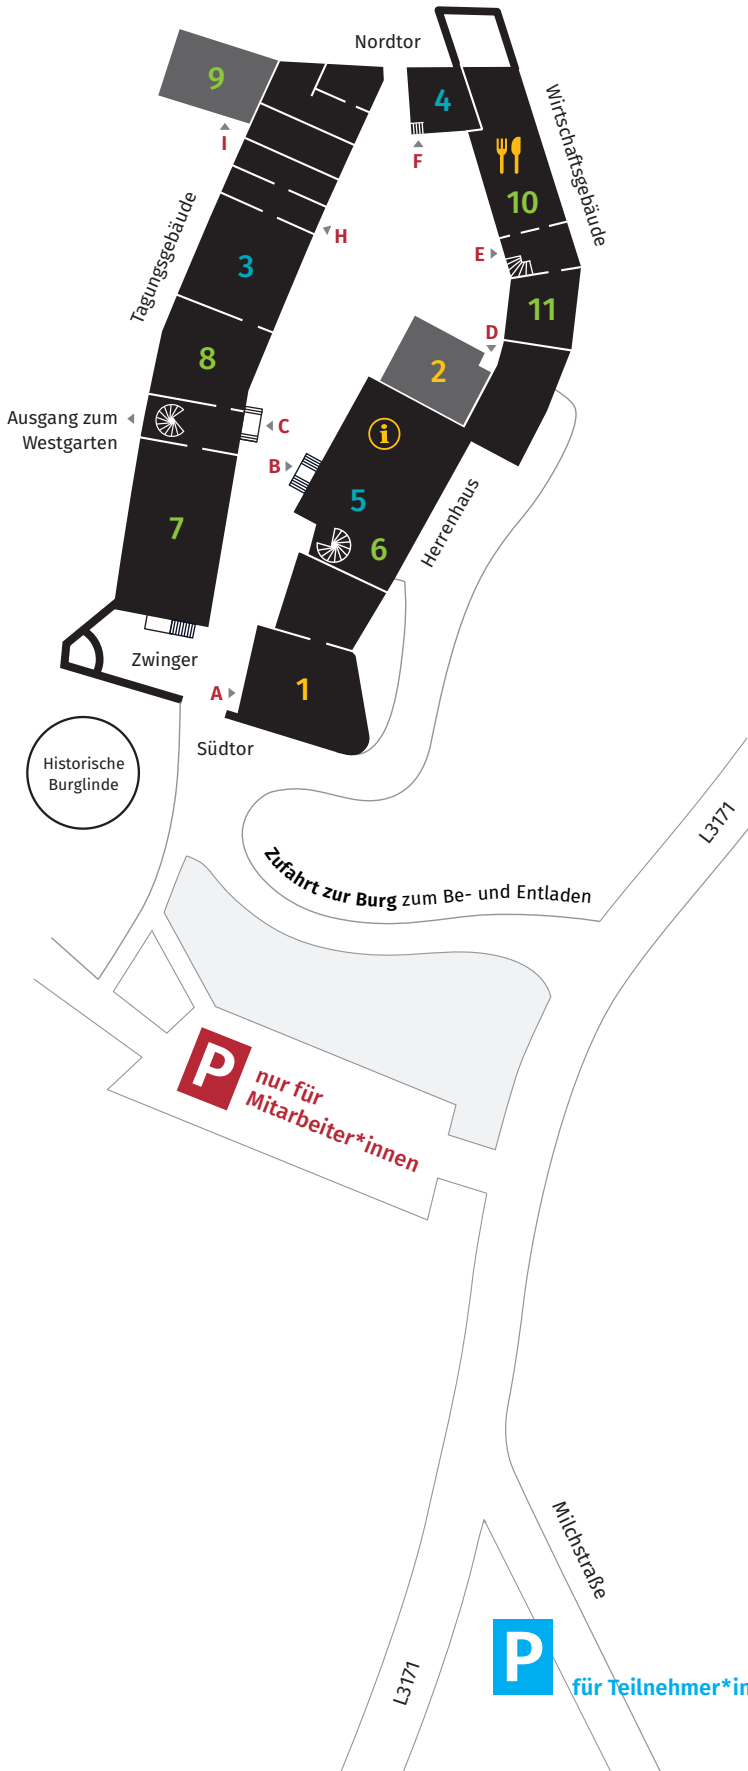 Nordtor
9
4
Wirtschaftsgebäude
I
F
10
Tagungsgebäude
H
E
3
11
D
8
2
Ausgang zum
Westgarten
C
i
B
5
7
6
Herrenhaus
Zwinger
A
1
Südtor
Historische
Burglinde
L3171
Zufahrt zur Burg zum Be- und Entladen
P
nur für
Mitarbeiter*innen
Milchstraße
P
für Teilnehmer*in
L3171